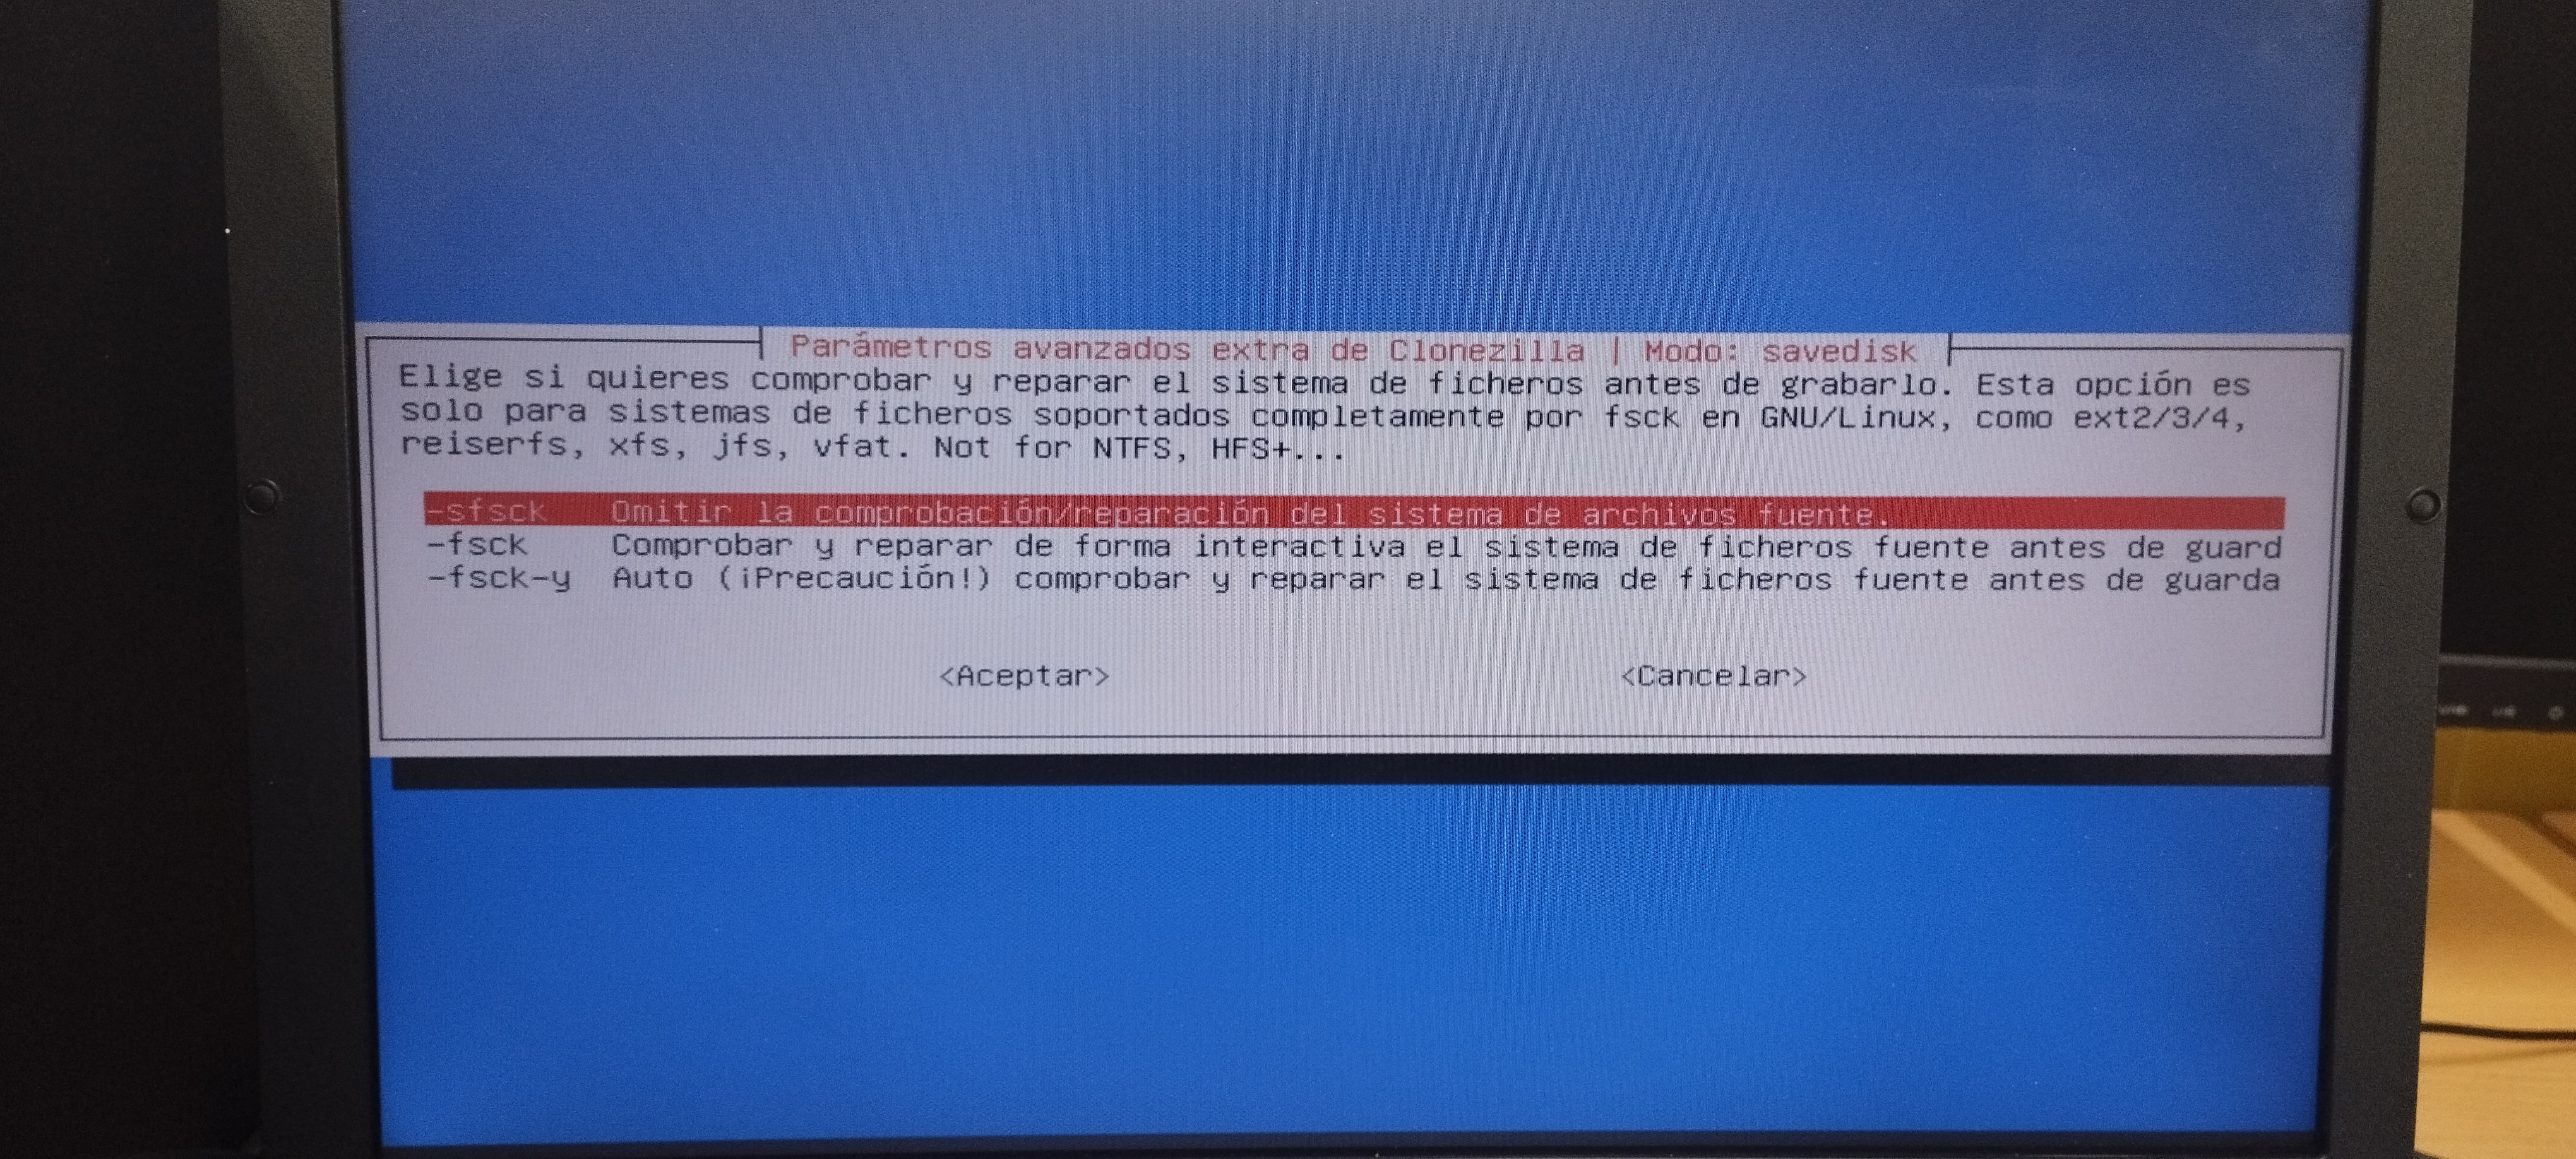 Parámetros avanzados extra de Clonezilla | Modo: savedisk
Elige si quieres comprobar y reparar el sistema de ficheros antes de grabarlo. Esta opción es
solo para sistemas de ficheros soportados completamente por fsck en GNU/Linux, como ext2/3/4,
reiserfs, xfs, jfs, vfat. Not for NTFS, HFS+...
-sfsck Omitir la comprobación/reparación del sistema de archivos fuente.
-fsck Comprobar y reparar de forma interactiva el sistema de ficheros fuente antes de guard
-fsck-y Auto (¡Precaución!) comprobar y reparar el sistema de ficheros fuente antes de guarda
<Aceptar> <Cancelar>